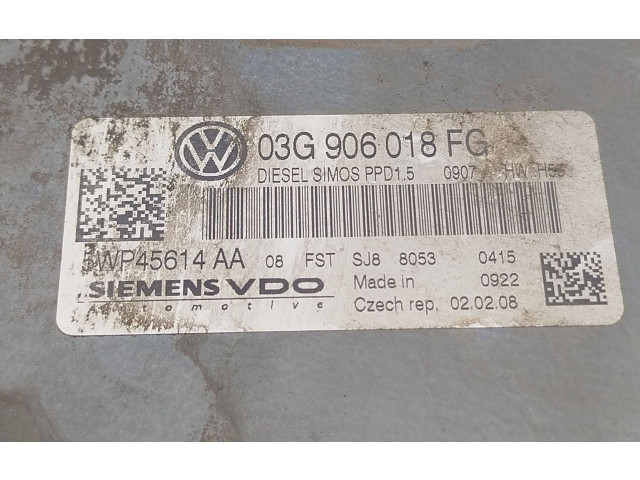 03G 906 018 FG
DIESEL SIMOS PPD1.5 0907 HW
5WP45614 AA 08 FST SJ8 8053 0415
SIEMENS VDO Made in 0922
Automotive Czech rep. 02.02.08